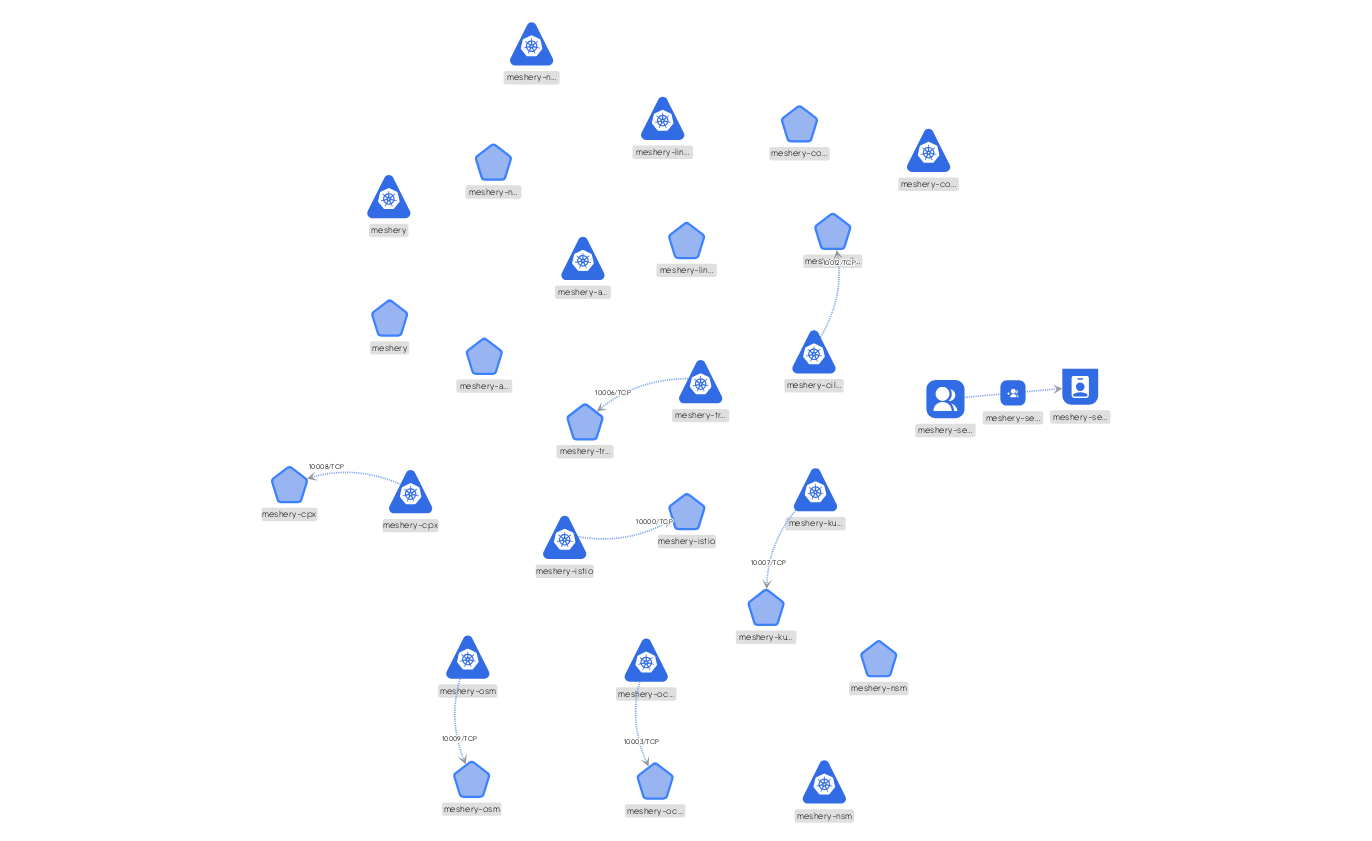 meshery-n...
meshery-lin...
meshery-co...
meshery-co...
meshery-n...
meshery
meshery-lin...
10012/TCP
meshery-a...
meshery
meshery-a...
meshery-cil...
10006/TCP
meshery-tr...
meshery-se...
meshery-se...
meshery-se...
meshery-tr...
10008/TCP
meshery-cpx
meshery-cpx
10000/TCP
meshery-istio
meshery-ku...
meshery-istio
10007/TCP
meshery-ku...
meshery-osm
meshery-oc...
meshery-nsm
10009/TCP
10003/TCP
meshery-osm
meshery-oc...
meshery-nsm